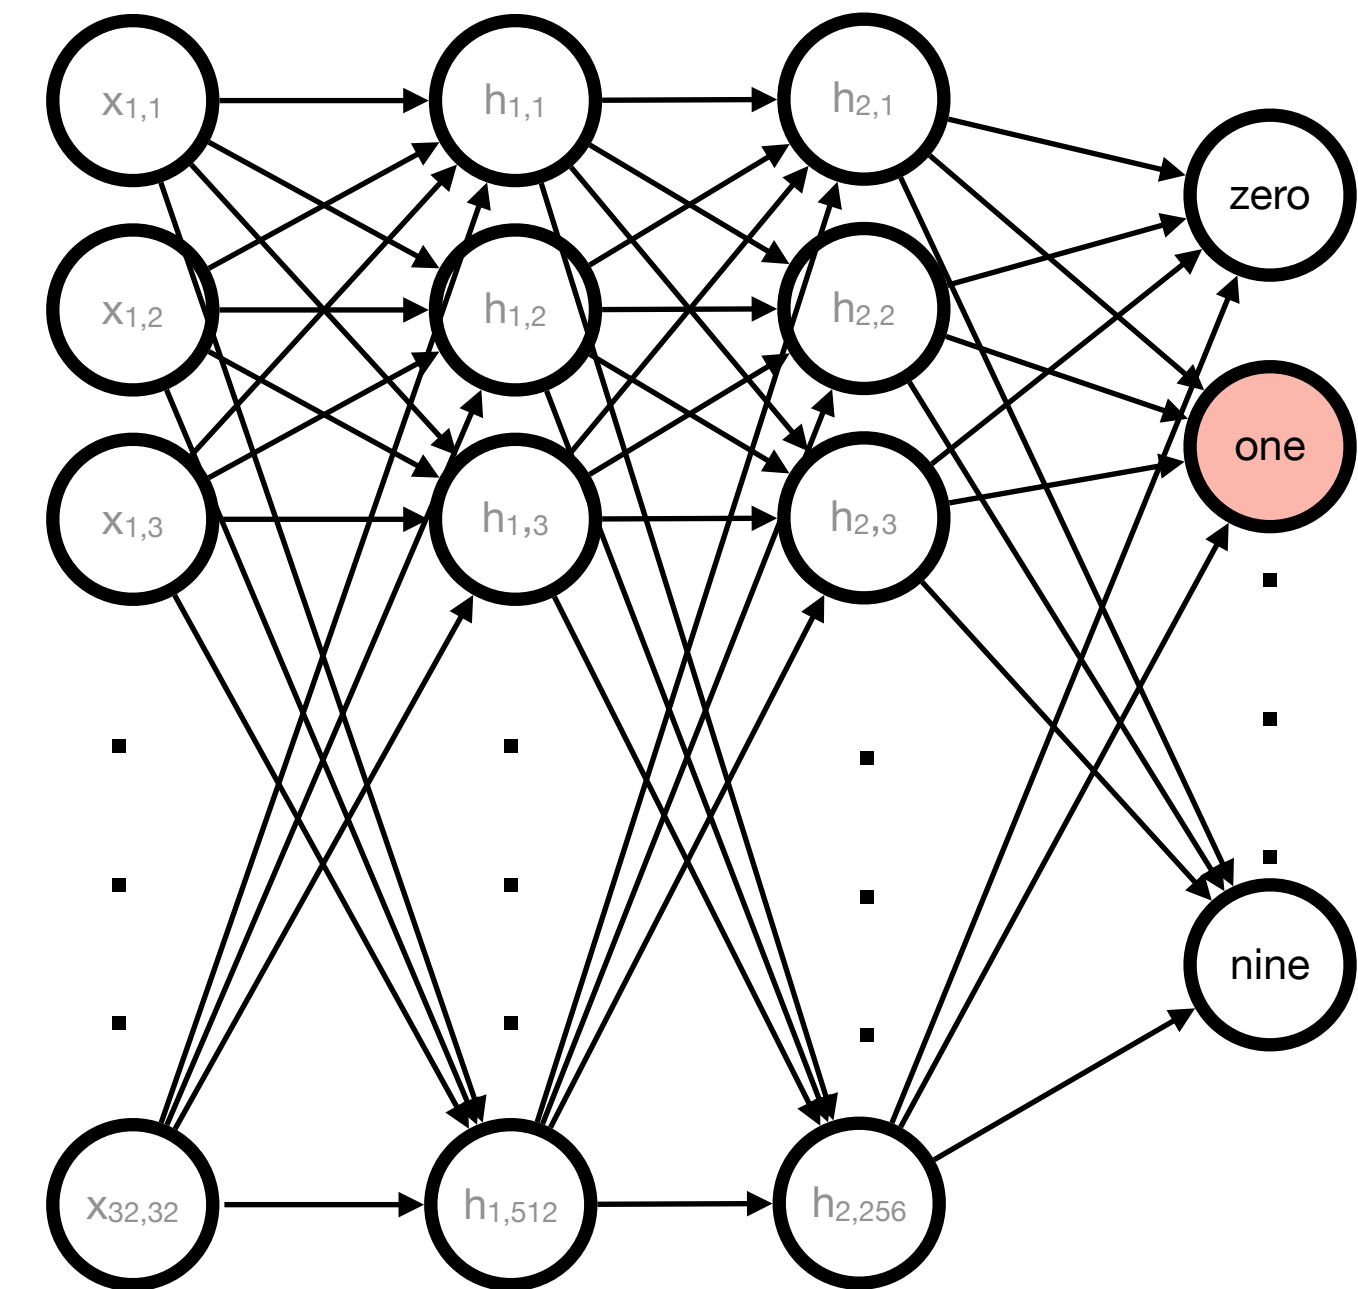 x1,1
x1,2
x1,3
x32,32
h1,1
h1,2
h1,3
h1,512
h2,1
h2,2
h2,3
h2,256
zero
one
nine